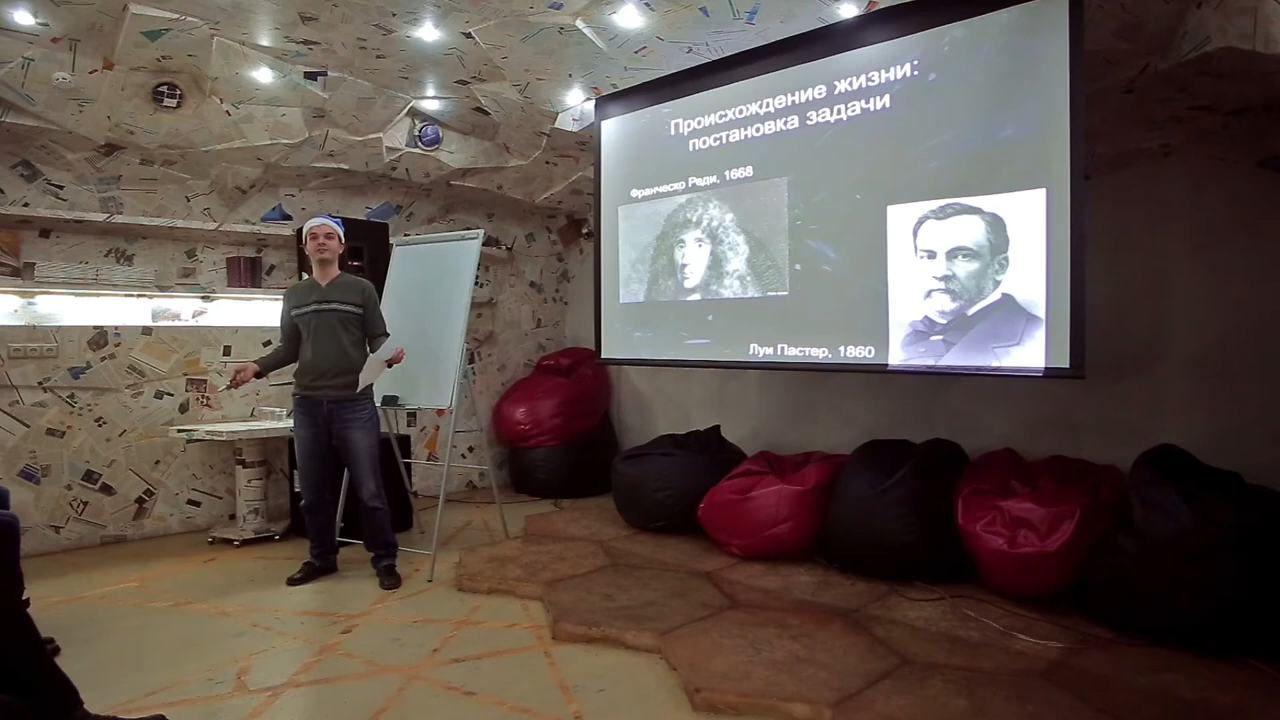 Происхождение жизни:
постановка задачи
Франческо Реди, 1668
Луи Пастер, 1860